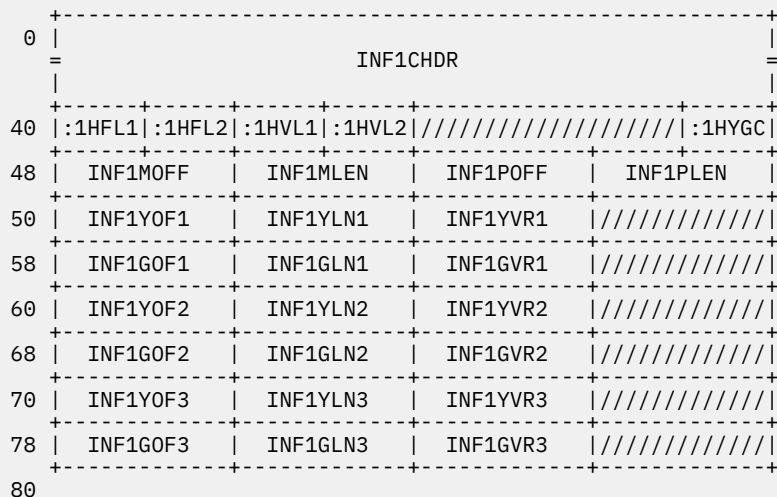 0
INF1CHDR
40 |:1HFL1|:1HFL2|:1HVL1|:1HVL2|////////////////////|:1HYGC|
48 | INF1MOFF | INF1MLEN | INF1POFF | INF1PLEN |
50 | INF1YOF1 | INF1YLN1 | INF1YVR1 |/////////////|
58 | INF1GOF1 | INF1GLN1 | INF1GVR1 |/////////////|
60 | INF1YOF2 | INF1YLN2 | INF1YVR2 |/////////////|
68 | INF1GOF2 | INF1GLN2 | INF1GVR2 |/////////////|
70 | INF1YOF3 | INF1YLN3 | INF1YVR3 |/////////////|
78 | INF1GOF3 | INF1GLN3 | INF1GVR3 |/////////////|
80